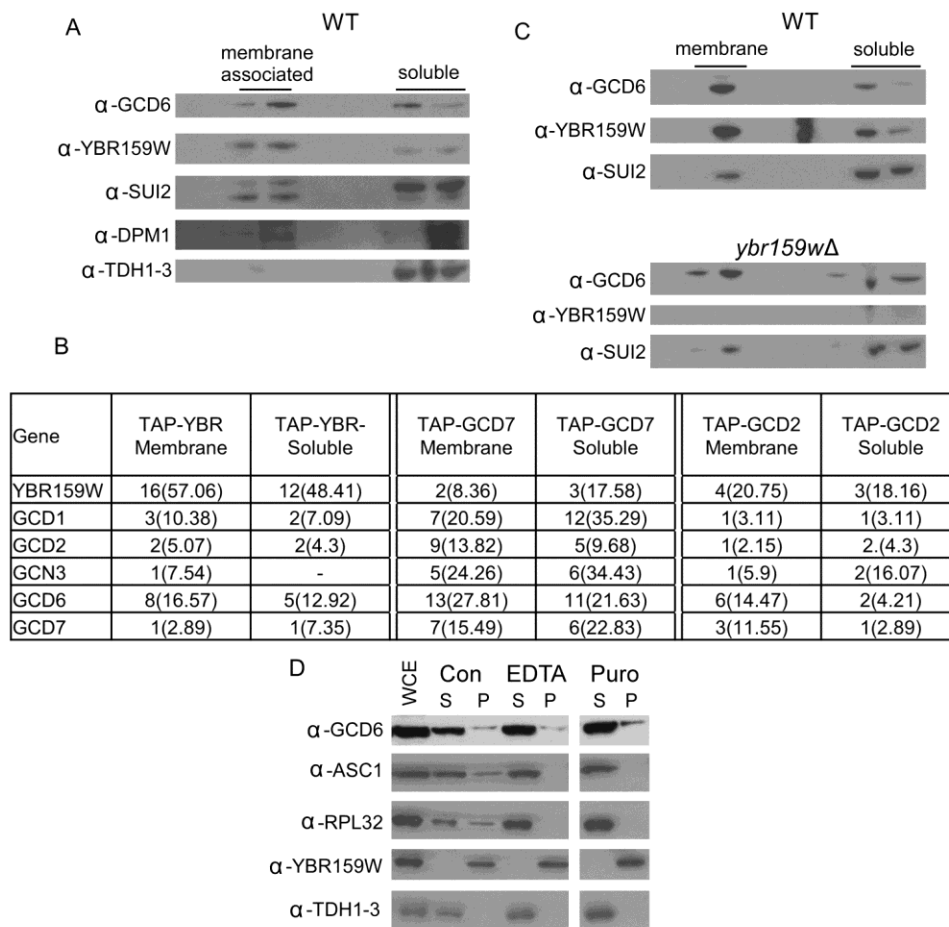 A
WT
membrane
associated
soluble
α-GCD6
α-YBR159W
α-SUI2
α-DPM1
α-TDH1-3
C
WT
membrane
soluble
α-GCD6
α-YBR159W
α-SUI2
ybr159wΔ
α-GCD6
α-YBR159W
α-SUI2
B
Gene TAP-YBR Membrane TAP-YBR- Soluble TAP-GCD7 Membrane TAP-GCD7 Soluble TAP-GCD2 Membrane TAP-GCD2 Soluble
YBR159W 16(57.06) 12(48.41) 2(8.36) 3(17.58) 4(20.75) 3(18.16)
GCD1 3(10.38) 2(7.09) 7(20.59) 12(35.29) 1(3.11) 1(3.11)
GCD2 2(5.07) 2(4.3) 9(13.82) 5(9.68) 1(2.15) 2.(4.3)
GCN3 1(7.54) - 5(24.26) 6(34.43) 1(5.9) 2(16.07)
GCD6 8(16.57) 5(12.92) 13(27.81) 11(21.63) 6(14.47) 2(4.21)
GCD7 1(2.89) 1(7.35) 7(15.49) 6(22.83) 3(11.55) 1(2.89)
D
WCE Con EDTA Puro
S P S P S P
α-GCD6
α-ASC1
α-RPL32
α-YBR159W
α-TDH1-3